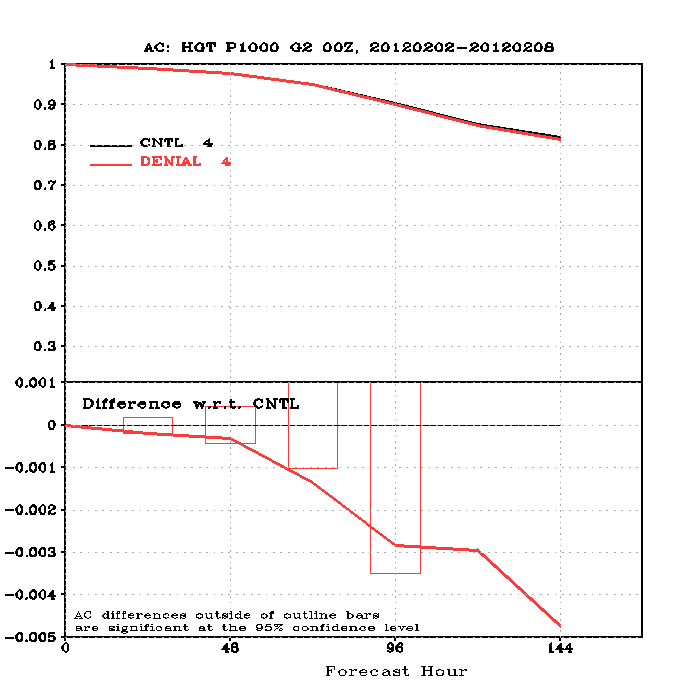 AC: HGT P1000 G2 00Z, 20120202-20120208
1
0.9
0.8
0.7
0.6
0.5
0.4
0.3
CNTL 4
DENIAL 4
0.001
0
-0.001
-0.002
-0.003
-0.004
-0.005
Difference w.r.t. CNTL
AC differences outside of outline bars
are significant at the 95% confidence level
0 48 96 144
Forecast Hour